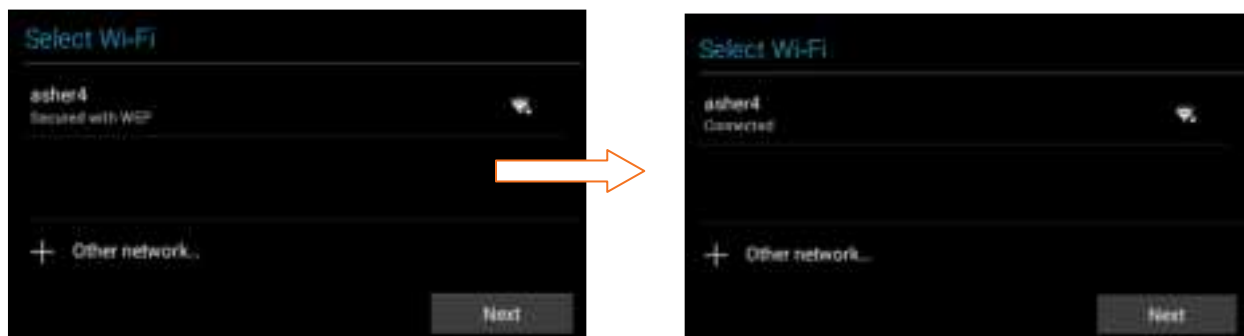 Select Wi-Fi
asher4
Secured with WEP
+ Other network...
Next
Select Wi-Fi
asher4
Connected
+ Other network...
Next